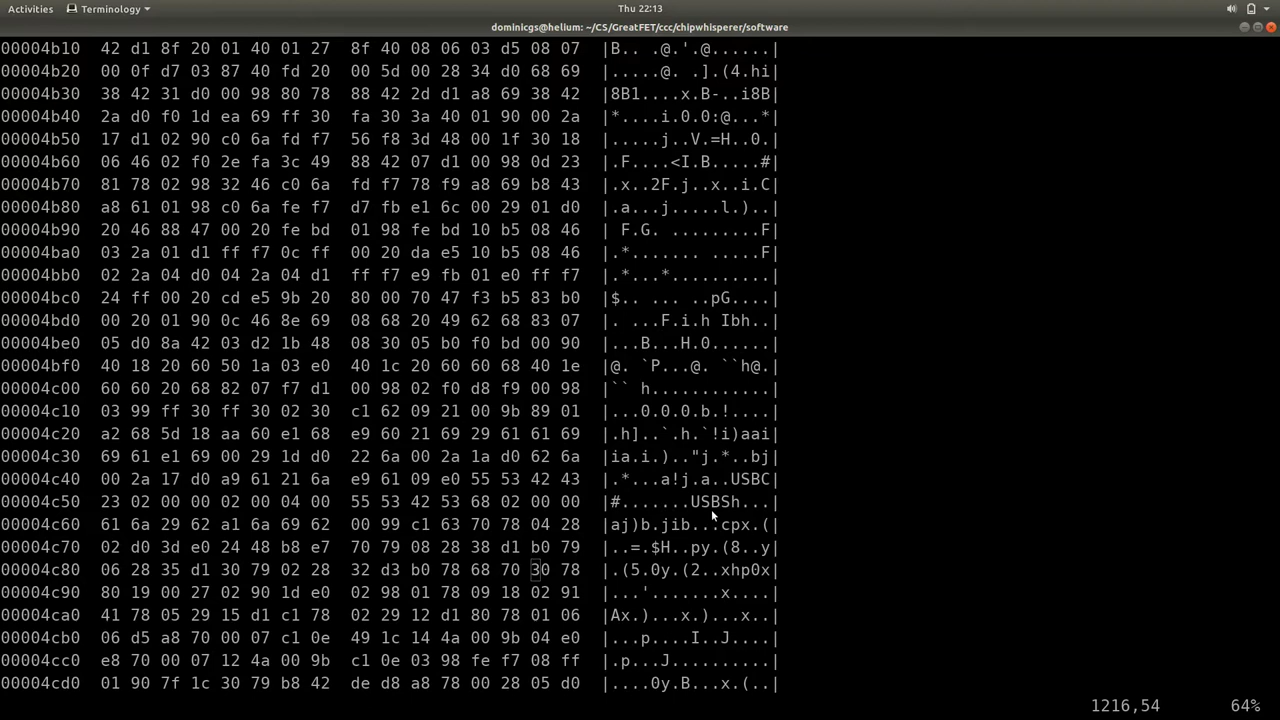 Activities Terminology Thu 22:13
dominicgs@helium: ~/CS/GreatFET/ccc/chipwhisperer/software
00004b10  42 d1 8f 20 01 40 01 27  8f 40 08 06 03 d5 08 07  |B.. .@.'.@......|
00004b20  00 0f d7 03 87 40 fd 20  00 5d 00 28 34 d0 68 69  |.....@. .].(4.hi|
00004b30  38 42 31 d0 00 98 80 78  88 42 2d d1 a8 69 38 42  |8B1....x.B-..i8B|
00004b40  2a d0 f0 1d ea 69 ff 30  fa 30 3a 40 01 90 00 2a  |*....i.0.0:@...*|
00004b50  17 d1 02 90 c0 6a fd f7  56 f8 3d 48 00 1f 30 18  |.....j..V.=H..0.|
00004b60  06 46 02 f0 2e fa 3c 49  88 42 07 d1 00 98 0d 23  |.F....<I.B.....#|
00004b70  81 78 02 98 32 46 c0 6a  fd f7 78 f9 a8 69 b8 43  |.x..2F.j..x..i.C|
00004b80  a8 61 01 98 c0 6a fe f7  d7 fb e1 6c 00 29 01 d0  |.a...j.....l.)..|
00004b90  20 46 88 47 00 20 fe bd  01 98 fe bd 10 b5 08 46  | F.G. .........F|
00004ba0  03 2a 01 d1 ff f7 0c ff  00 20 da e5 10 b5 08 46  |.*....... .....F|
00004bb0  02 2a 04 d0 04 2a 04 d1  ff f7 e9 fb 01 e0 ff f7  |.*...*..........|
00004bc0  24 ff 00 20 cd e5 9b 20  80 00 70 47 f3 b5 83 b0  |$.. ... ..pG....|
00004bd0  00 20 01 90 0c 46 8e 69  08 68 20 49 62 68 83 07  |. ...F.i.h Ibh..|
00004be0  05 d0 8a 42 03 d2 1b 48  08 30 05 b0 f0 bd 00 90  |...B...H.0......|
00004bf0  40 18 20 60 50 1a 03 e0  40 1c 20 60 60 68 40 1e  |@. `P...@. ``h@.|
00004c00  60 60 20 68 82 07 f7 d1  00 98 02 f0 d8 f9 00 98  |`` h............|
00004c10  03 99 ff 30 ff 30 02 30  c1 62 09 21 00 9b 89 01  |...0.0.0.b.!....|
00004c20  a2 68 5d 18 aa 60 e1 68  e9 60 21 69 29 61 61 69  |.h]..`.h.`!i)aai|
00004c30  69 61 e1 69 00 29 1d d0  22 6a 00 2a 1a d0 62 6a  |ia.i.).."j.*..bj|
00004c40  00 2a 17 d0 a9 61 21 6a  e9 61 09 e0 55 53 42 43  |.*...a!j.a..USBC|
00004c50  23 02 00 00 02 00 04 00  55 53 42 53 68 02 00 00  |#.......USBSh...|
00004c60  61 6a 29 62 a1 6a 69 62  00 99 c1 63 70 78 04 28  |aj)b.jib...cpx.(|
00004c70  02 d0 3d e0 24 48 b8 e7  70 79 08 28 38 d1 b0 79  |..=.$H..py.(8..y|
00004c80  06 28 35 d1 30 79 02 28  32 d3 b0 78 68 70 30 78  |.(5.0y.(2..xhp0x|
00004c90  80 19 00 27 02 90 1d e0  02 98 01 78 09 18 02 91  |...'.......x....|
00004ca0  41 78 05 29 15 d1 c1 78  02 29 12 d1 80 78 01 06  |Ax.)...x.)...x..|
00004cb0  06 d5 a8 70 00 07 c1 0e  49 1c 14 4a 00 9b 04 e0  |...p....I..J....|
00004cc0  e8 70 00 07 12 4a 00 9b  c1 0e 03 98 fe f7 08 ff  |.p...J..........|
00004cd0  01 90 7f 1c 30 79 b8 42  de d8 a8 78 00 28 05 d0  |....0y.B...x.(..|
1216,54 64%